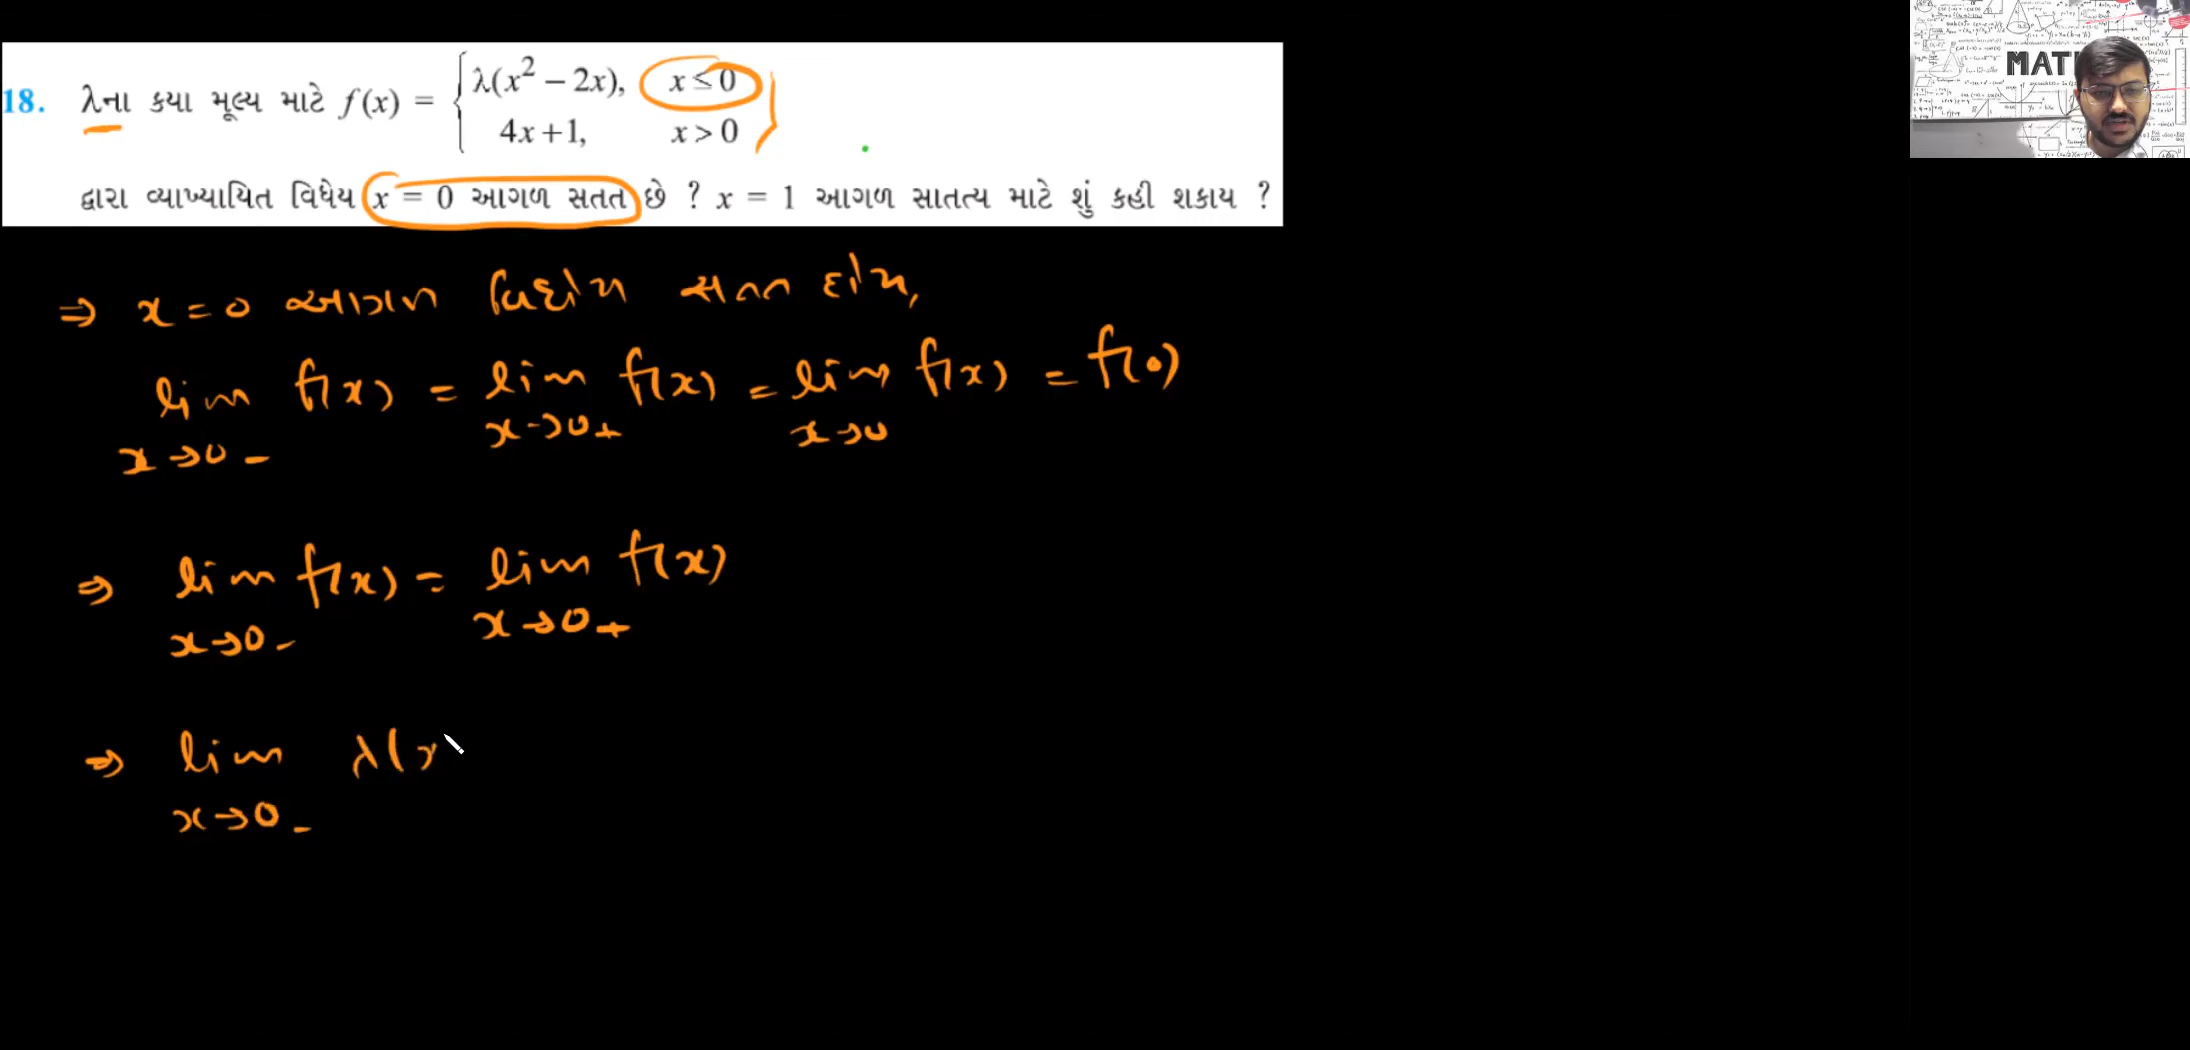 18. λના કયા મૂલ્ય માટે f(x) = { λ(x² − 2x), x ≤ 0
4x + 1, x > 0
દ્વારા વ્યાખ્યાયિત વિધેય x = 0 આગળ સતત છે ? x = 1 આગળ સાતત્ય માટે શું કહી શકાય ?
⇒ x = 0 આગળ વિધેય સતત હોય,
lim f(x) = lim f(x) = lim f(x) = f(0)
x→0− x→0+ x→0
⇒ lim f(x) = lim f(x)
x→0− x→0+
⇒ lim λ(x
x→0−
MAT